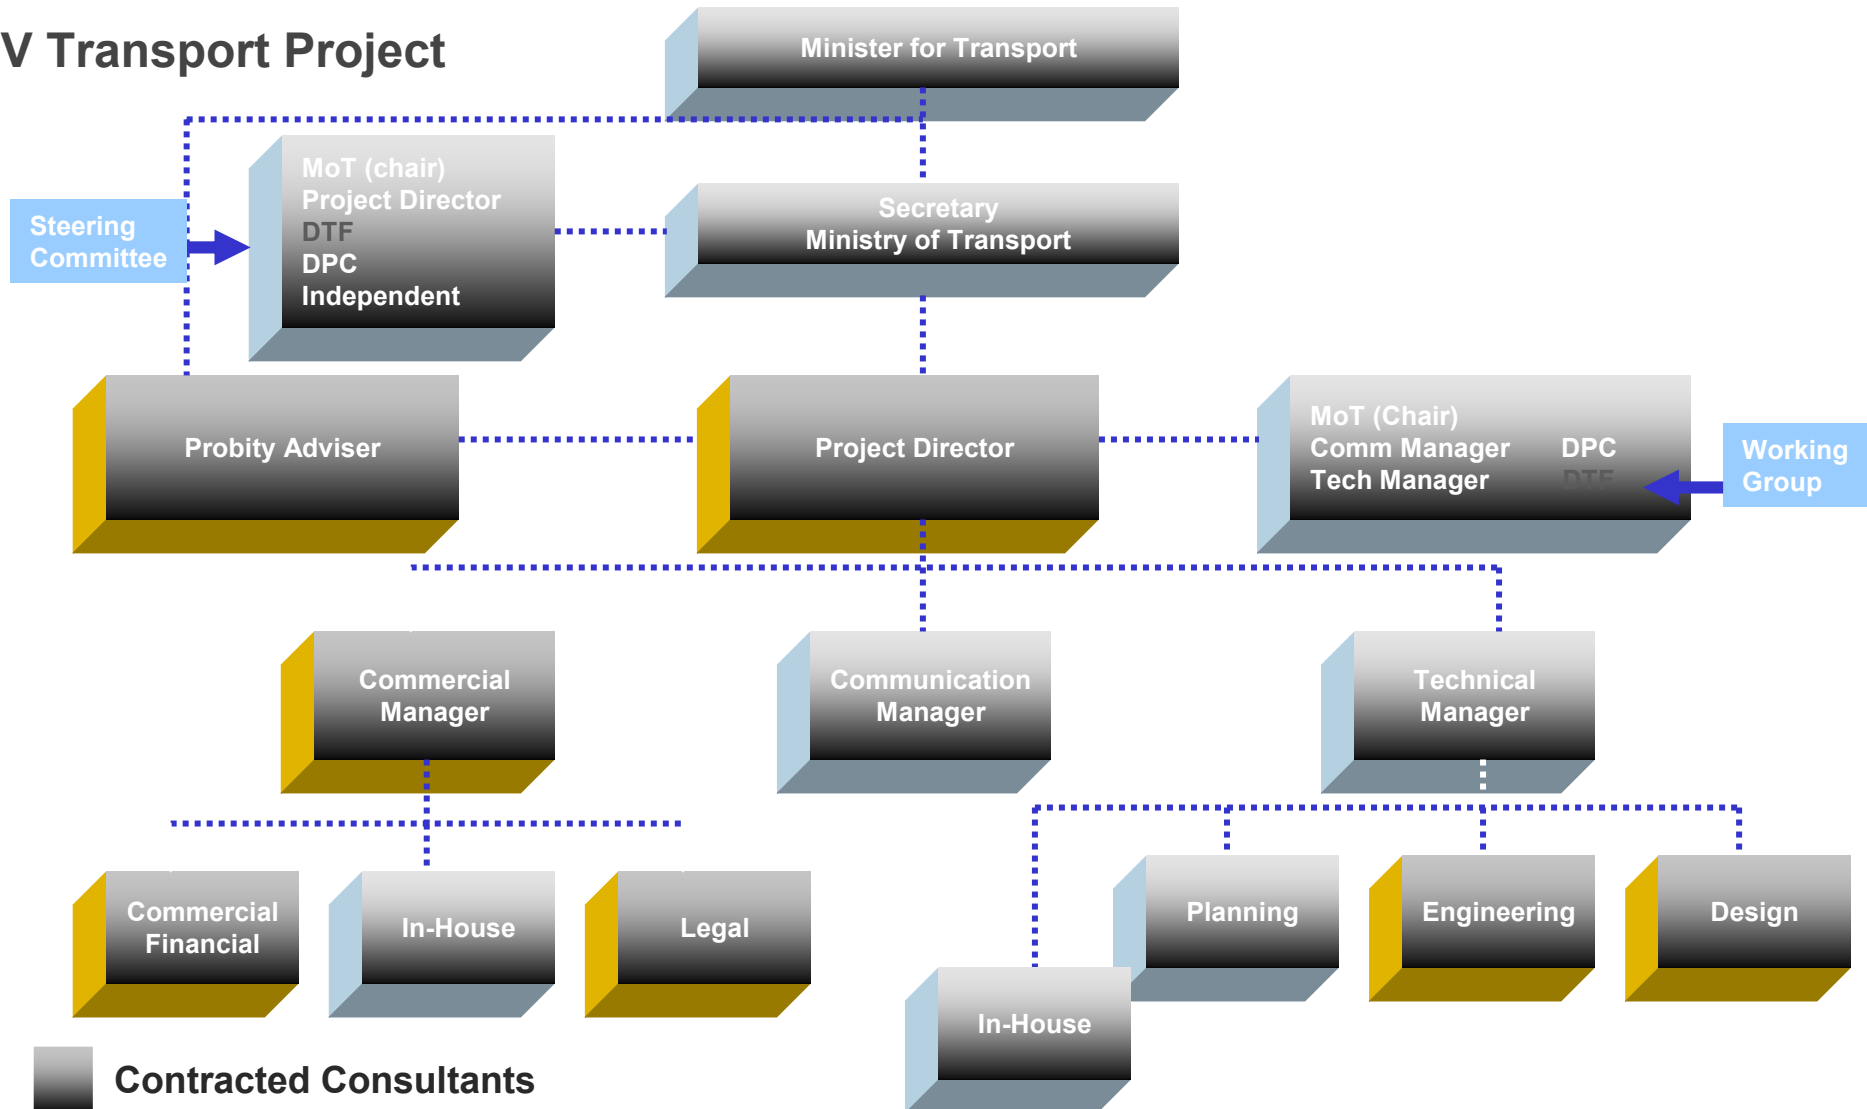 V Transport Project
Minister for Transport
MoT (chair)
Project Director
DTF
DPC
Independent
Steering
Committee
Secretary
Ministry of Transport
Probity Adviser
Project Director
MoT (Chair)
Comm Manager DPC
Tech Manager DTF
Working
Group
Commercial
Manager
Communication
Manager
Technical
Manager
Commercial
Financial
In-House
Legal
Planning
Engineering
Design
In-House
Contracted Consultants